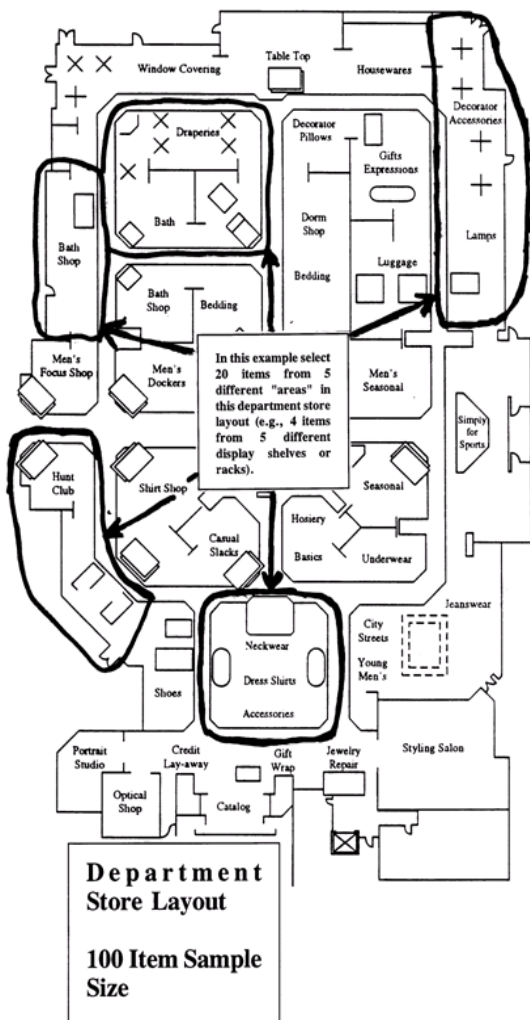 Window Covering
Table Top
Housewares
Decorator
Accessories
Draperies
Decorator
Pillows
Gifts
Expressions
Bath
Dorm
Shop
Lamps
Bath
Shop
Luggage
Bedding
Bath
Shop
Bedding
Men's
Focus Shop
Men's
Dockers
In this example select
20 items from 5
different "areas" in
this department store
layout (e.g., 4 items
from 5 different
display shelves or
racks).
Men's
Seasonal
Simply
for
Sports
Hunt
Club
Shirt Shop
Seasonal
Casual
Slacks
Hosiery
Basics
Underwear
Jeanswear
City
Streets
Young
Men's
Neckwear
Dress Shirts
Accessories
Shoes
Portrait
Studio
Credit
Lay-away
Gift
Wrap
Jewelry
Repair
Styling Salon
Optical
Shop
Catalog
Department
Store Layout
100 Item Sample
Size